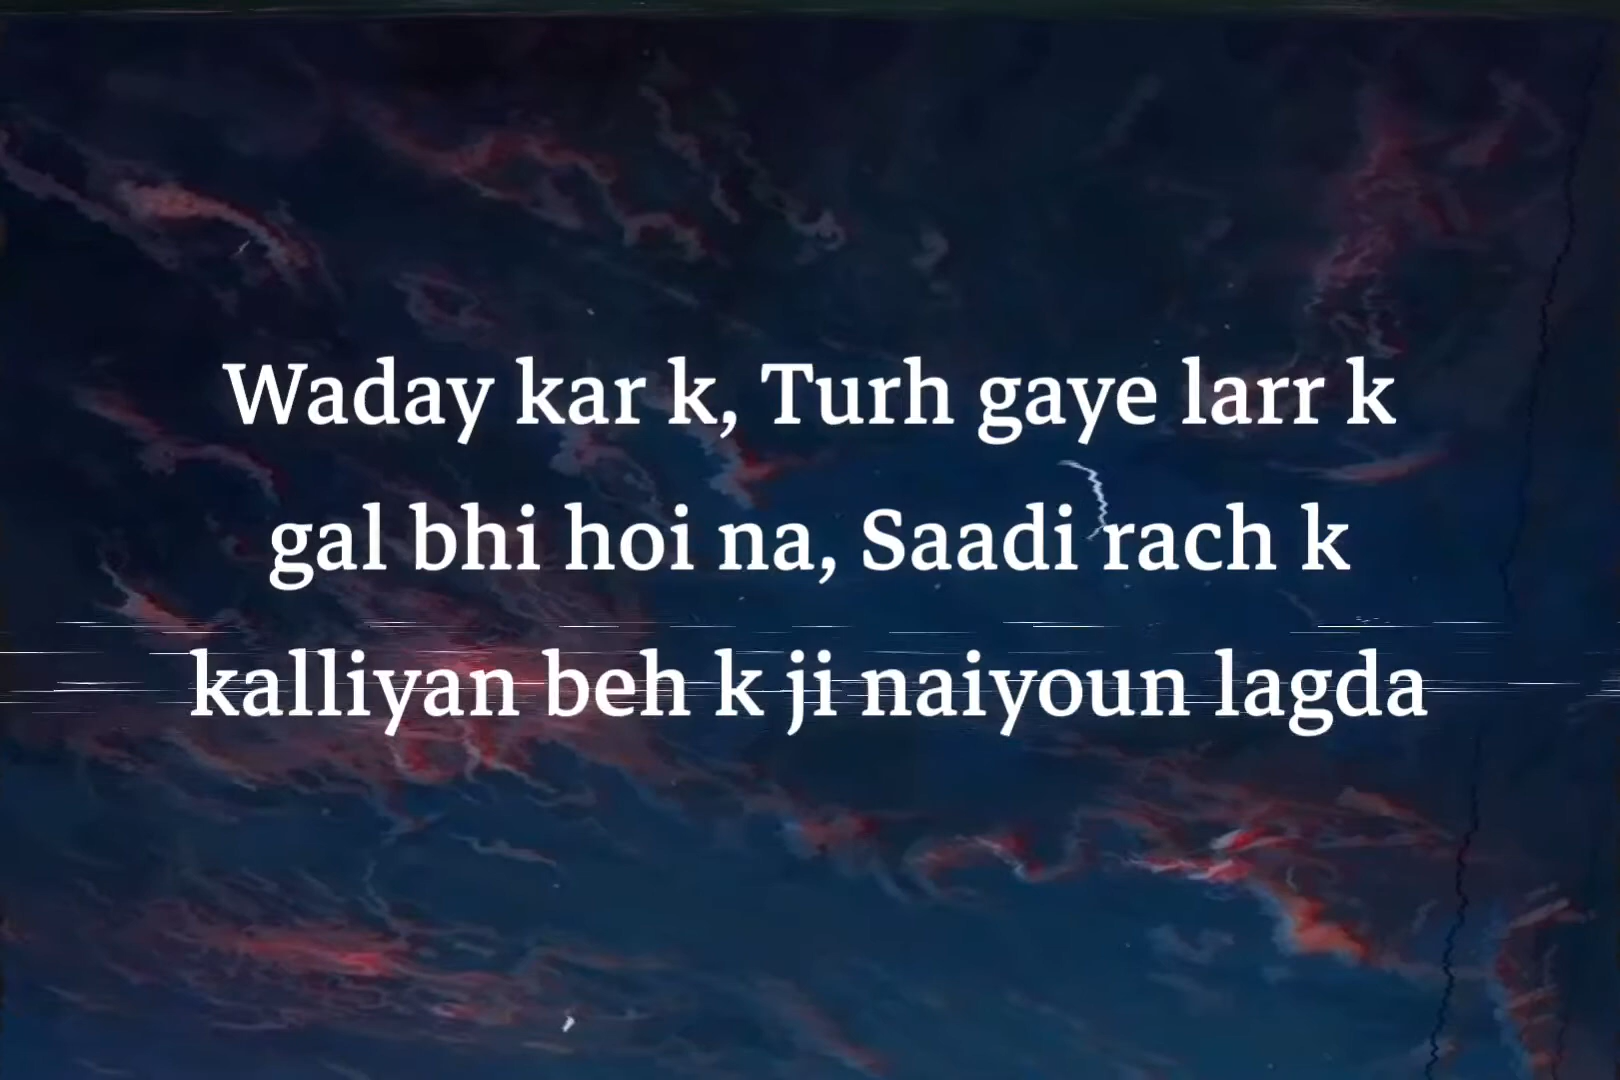 Waday kar k, Turh gaye larr k
gal bhi hoi na, Saadi rach k
kalliyan beh k ji naiyoun lagda